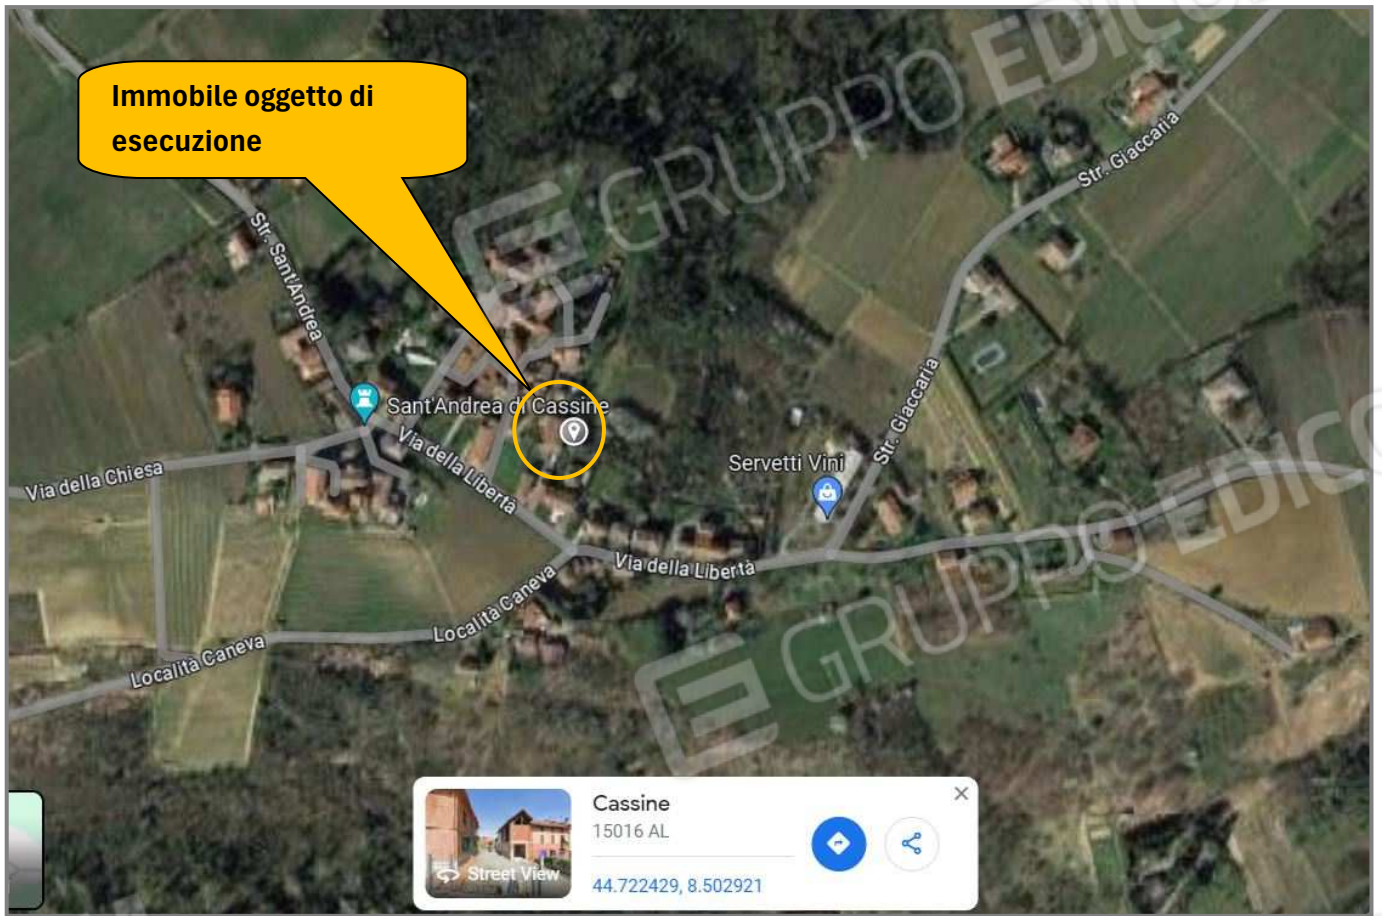 GRUPPO EDICO
Immobile oggetto di
esecuzione
Str. Giaccaria
Str. Sant'Andrea
Sant'Andrea di Cassine
Str. Giaccaria
Via della Libertà
Servetti Vini
Via della Chiesa
GRUPPO EDICO
Via della Libertà
Località Caneva
Località Caneva
Cassine
15016 AL
Street View
44.722429, 8.502921